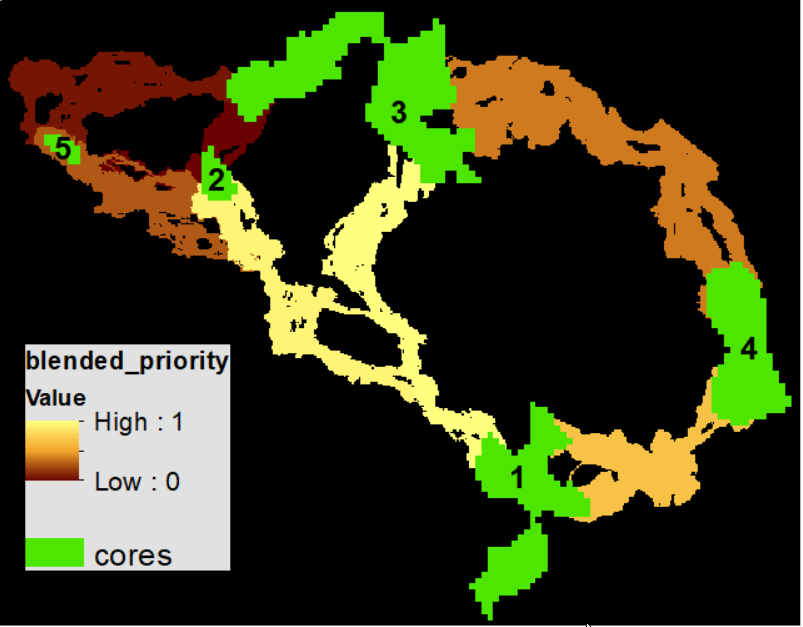 3
5
2
4
1
blended_priority
Value
High : 1
Low : 0
cores